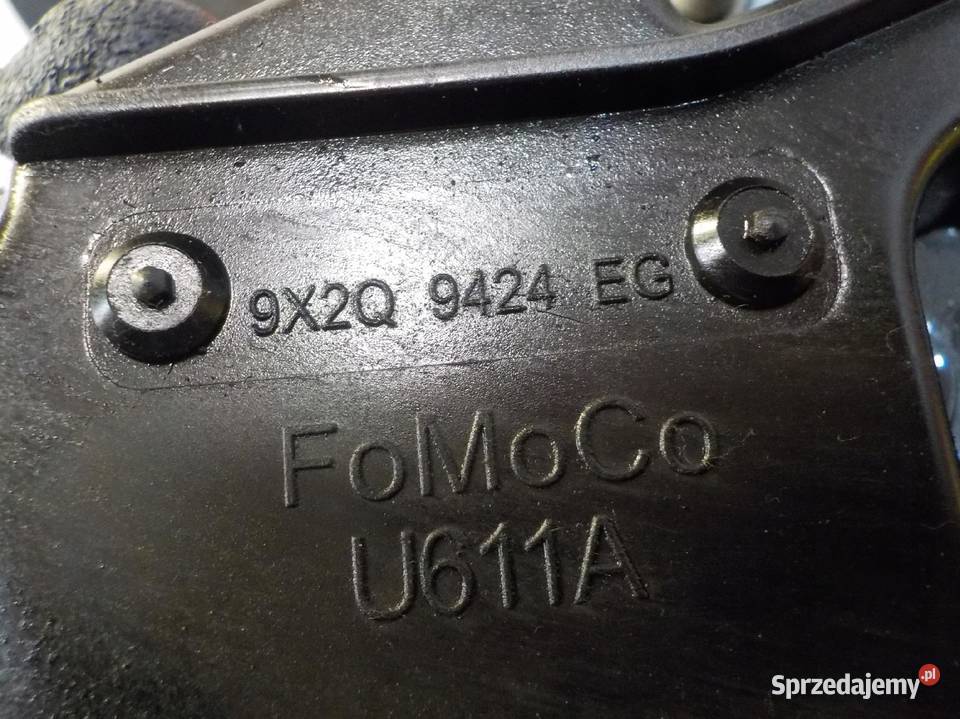 9X2Q 9424 EG
FoMoCo
U611A
Sprzedajemy.pl